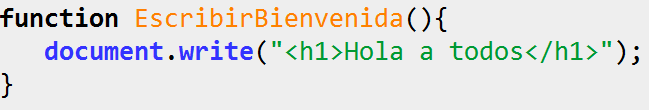 function EscribirBienvenida(){
document.write("<h1>Hola a todos</h1>");
}